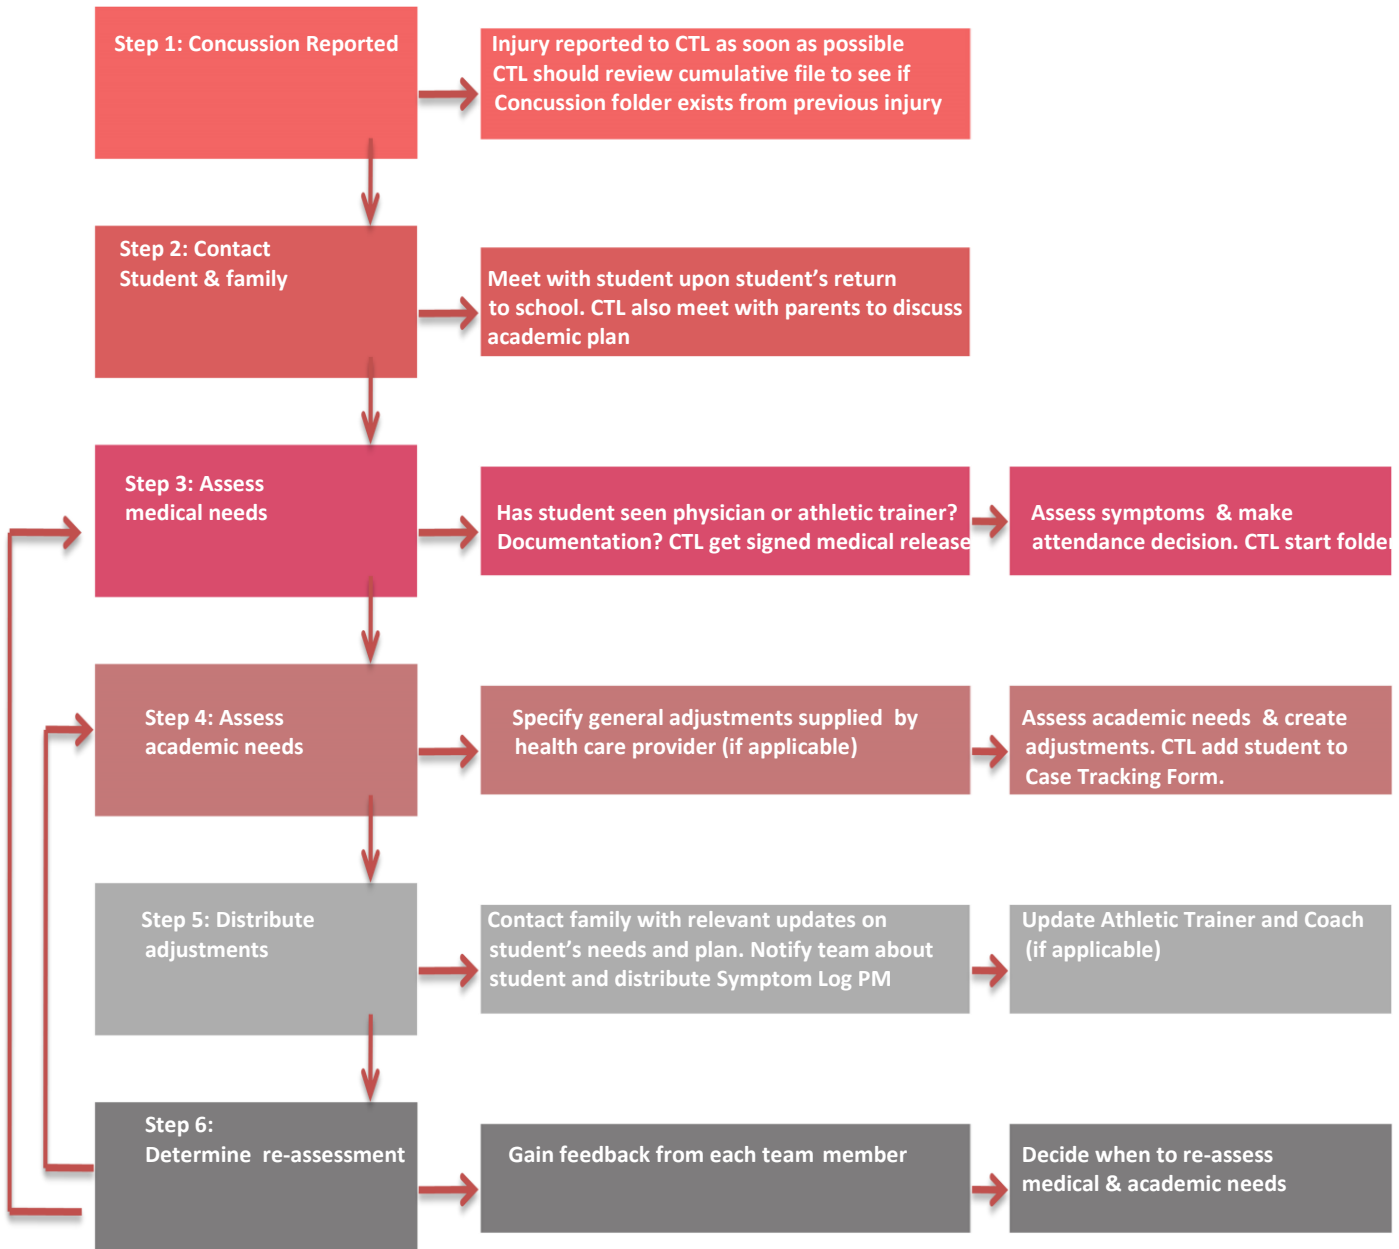 Step 1: Concussion Reported
Injury reported to CTL as soon as possible
CTL should review cumulative file to see if
Concussion folder exists from previous injury
Step 2: Contact
Student & family
Meet with student upon student’s return
to school. CTL also meet with parents to discuss
academic plan
Step 3: Assess
medical needs
Has student seen physician or athletic trainer?
Documentation? CTL get signed medical release
Assess symptoms & make
attendance decision. CTL start folder
Step 4: Assess
academic needs
Specify general adjustments supplied by
health care provider (if applicable)
Assess academic needs & create
adjustments. CTL add student to
Case Tracking Form.
Step 5: Distribute
adjustments
Contact family with relevant updates on
student’s needs and plan. Notify team about
student and distribute Symptom Log PM
Update Athletic Trainer and Coach
(if applicable)
Step 6:
Determine re-assessment
Gain feedback from each team member
Decide when to re-assess
medical & academic needs